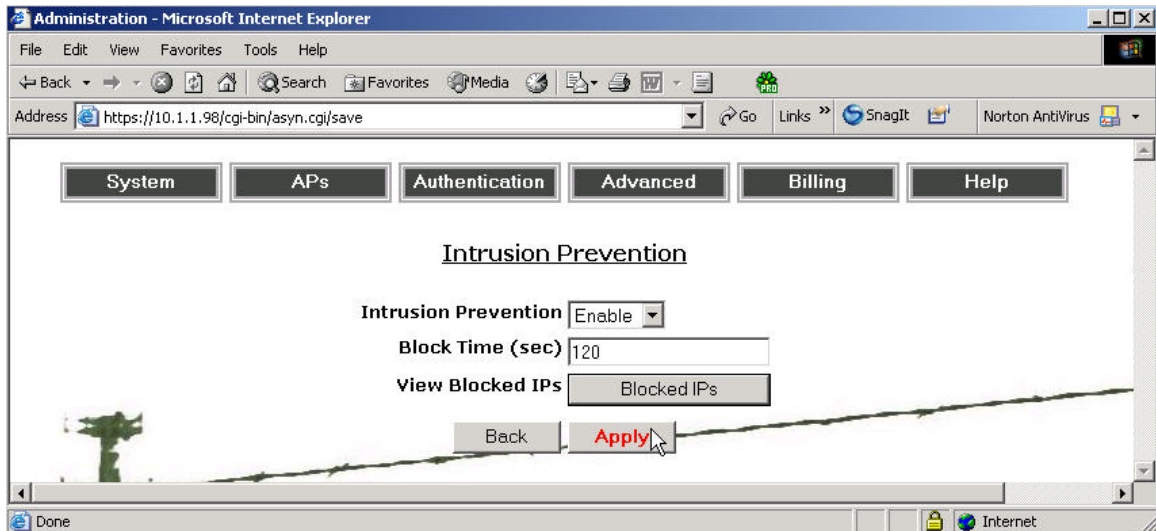 Administration - Microsoft Internet Explorer
File Edit View Favorites Tools Help
Back Search Favorites Media PRO
Address https://10.1.1.98/cgi-bin/asyn.cgi/save Go Links » SnagIt Norton AntiVirus
System APs Authentication Advanced Billing Help
Intrusion Prevention
Intrusion Prevention Enable
Block Time (sec) 120
View Blocked IPs Blocked IPs
Back Apply
Done Internet